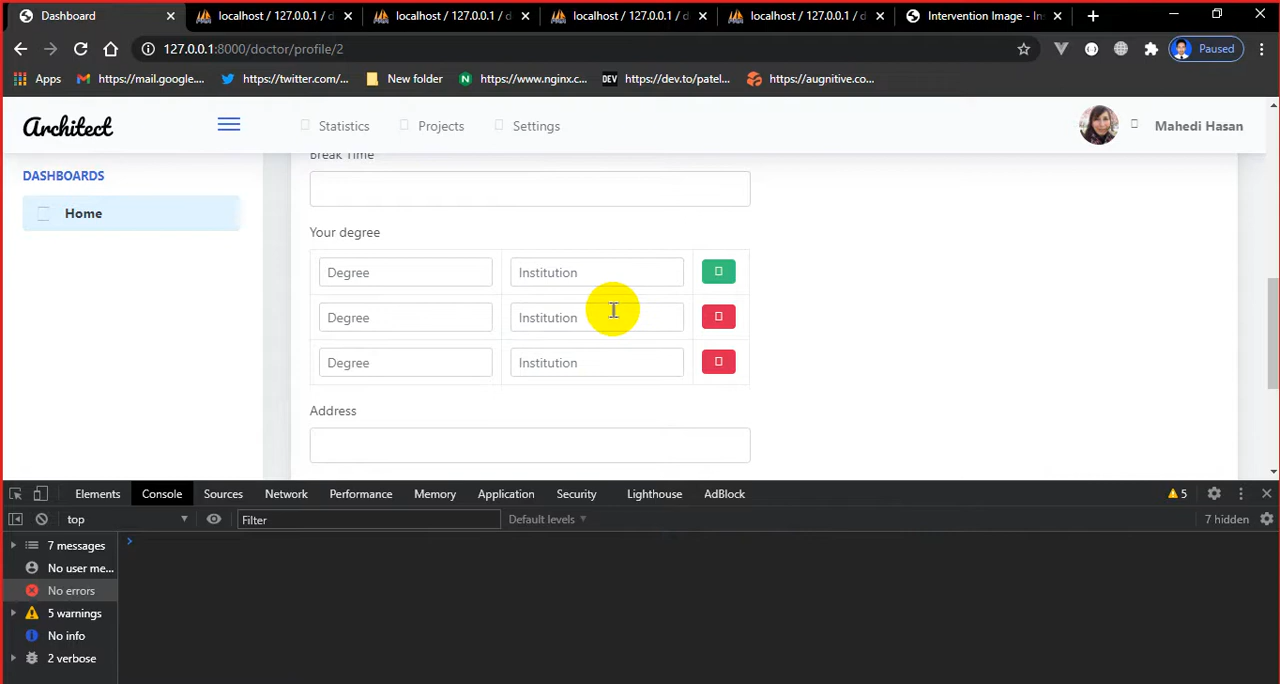 Dashboard
localhost / 127.0.0.1 / d
localhost / 127.0.0.1 / d
localhost / 127.0.0.1 / d
localhost / 127.0.0.1 / d
Intervention Image - In
127.0.0.1:8000/doctor/profile/2
Paused
Apps
https://mail.google....
https://twitter.com/...
New folder
https://www.nginx.c...
DEV
https://dev.to/patel...
https://augnitive.co...
Architect
Statistics
Projects
Settings
Mahedi Hasan
DASHBOARDS
Home
Break Time
Your degree
Degree
Institution
Degree
Institution
Degree
Institution
Address
Elements
Console
Sources
Network
Performance
Memory
Application
Security
Lighthouse
AdBlock
5
top
Filter
Default levels
7 hidden
7 messages
No user me...
No errors
5 warnings
No info
2 verbose